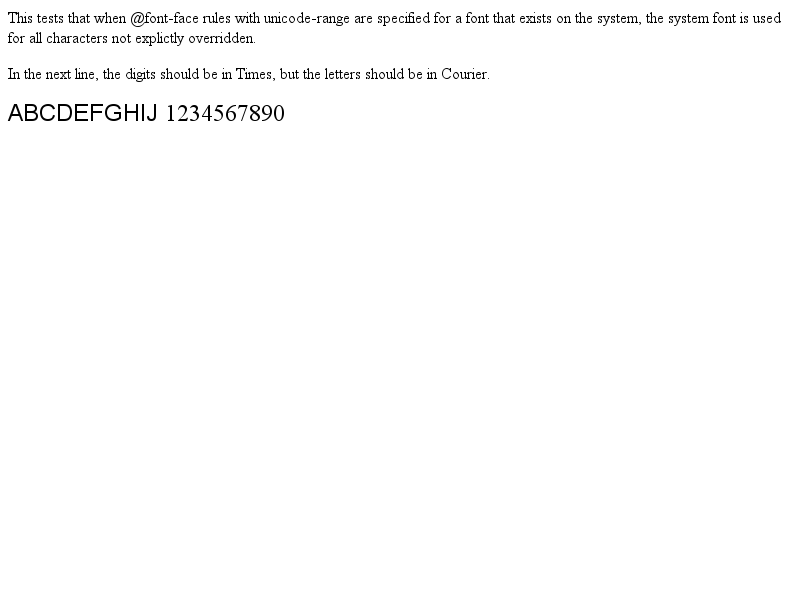 This tests that when @font-face rules with unicode-range are specified for a font that exists on the system, the system font is used
for all characters not explictly overridden.
In the next line, the digits should be in Times, but the letters should be in Courier.
ABCDEFGHIJ 1234567890